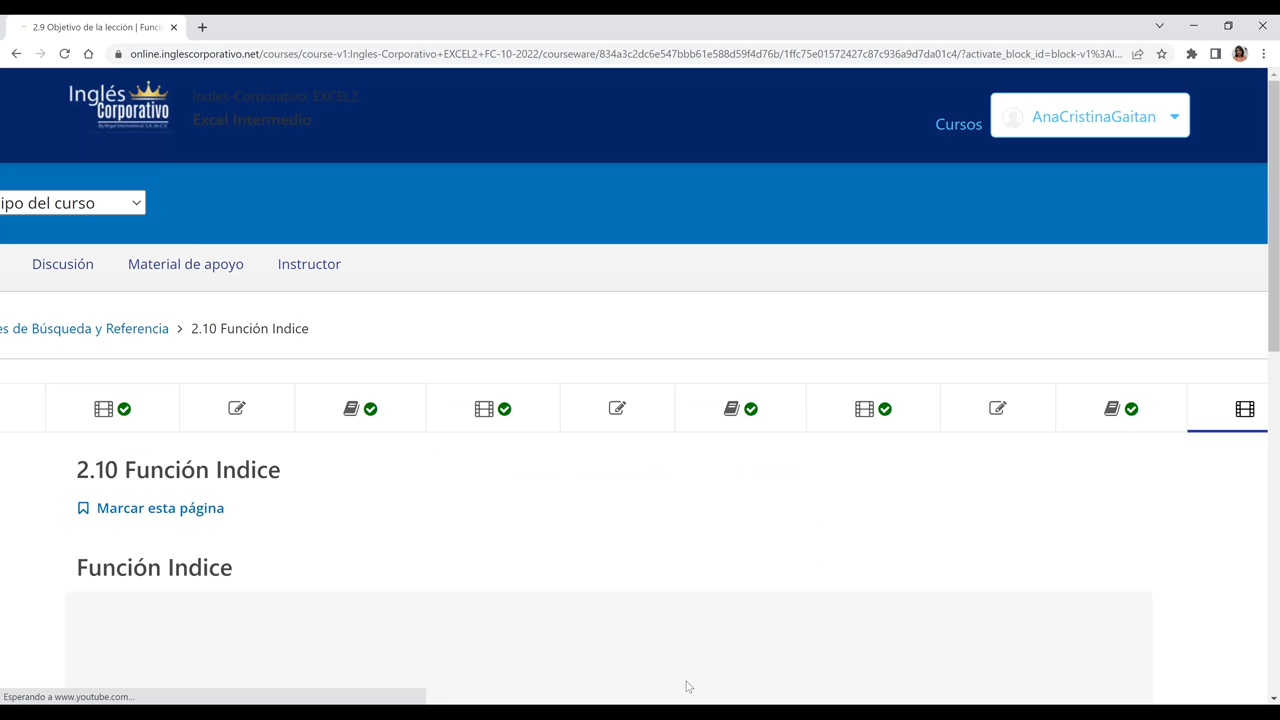 2.9 Objetivo de la lección | Funci
online.inglescorporativo.net/courses/course-v1:Ingles-Corporativo+EXCEL2+FC-10-2022/courseware/834a3c2dc6e547bbb61e588d59f4d76b/1ffc75e01572427c87c936a9d7da01c4/?activate_block_id=block-v1%3AI...
Inglés
Corporativo
Ingles-Corporativo: EXCEL2
Excel Intermedio
Cursos
AnaCristinaGaitan
ipo del curso
Discusión
Material de apoyo
Instructor
es de Búsqueda y Referencia > 2.10 Función Indice
2.10 Función Indice
Marcar esta página
Función Indice
Esperando a www.youtube.com...